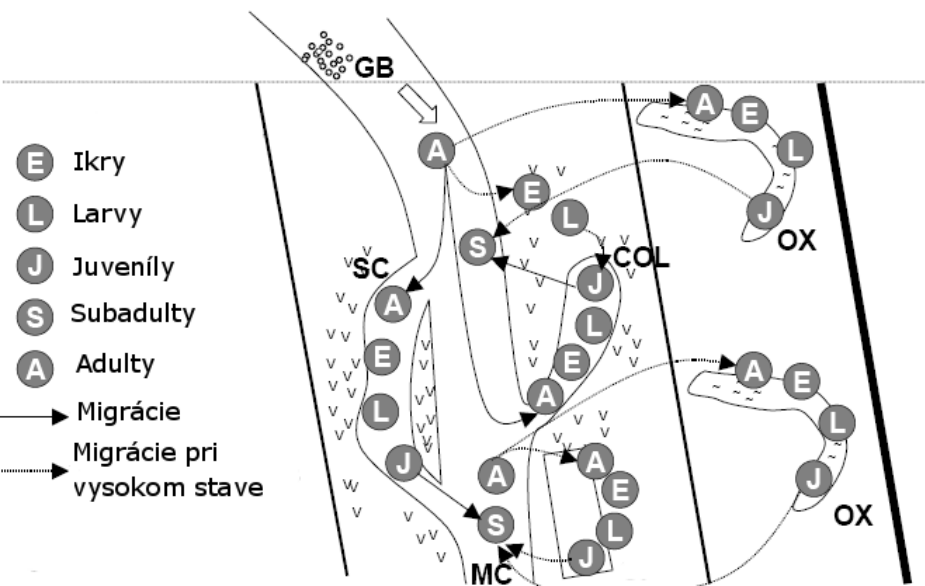 GB
A
A
E
L
A
E
J
OX
E Ikry
L Larvy
J Juveníly
S Subadulty
A Adulty
Migrácie
Migrácie pri
vysokom stave
E
L
S
COL
J
L
E
A
SC
A
E
L
J
A
S
MC
A
E
L
J
A
E
L
J
OX